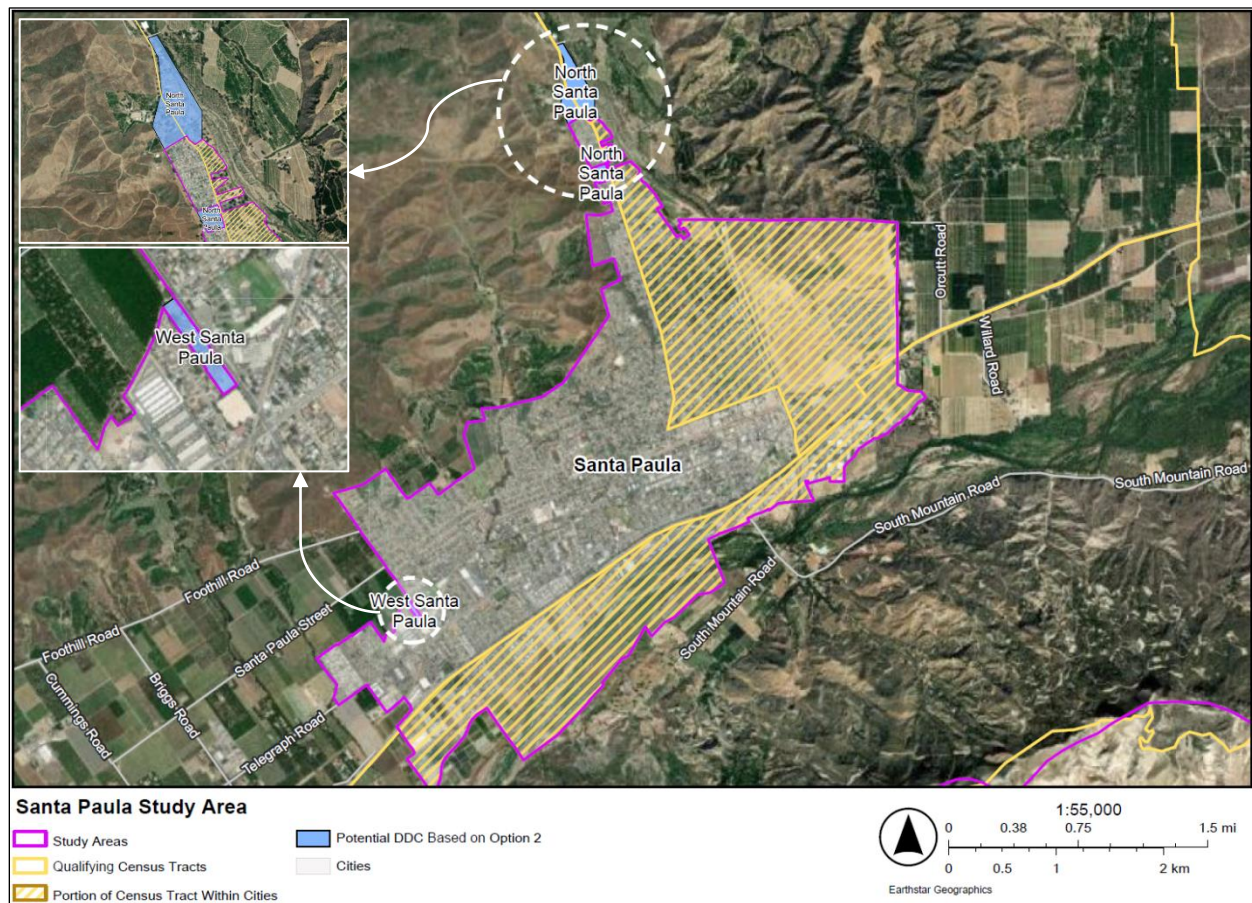 North
Santa
Paula
North
Santa
Paula
West Santa
Paula
North
Santa
Paula
North
Santa
Paula
Orcutt Road
Willard Road
Santa Paula
South Mountain Road
South Mountain Road
South Mountain Road
West Santa
Paula
Foothill Road
Foothill Road
Santa Paula Street
Cummings Road
Briggs Road
Telegraph Road
Santa Paula Study Area
Study Areas
Qualifying Census Tracts
Portion of Census Tract Within Cities
Potential DDC Based on Option 2
Cities
1:55,000
0 0.38 0.75 1.5 mi
0 0.5 1 2 km
Earthstar Geographics